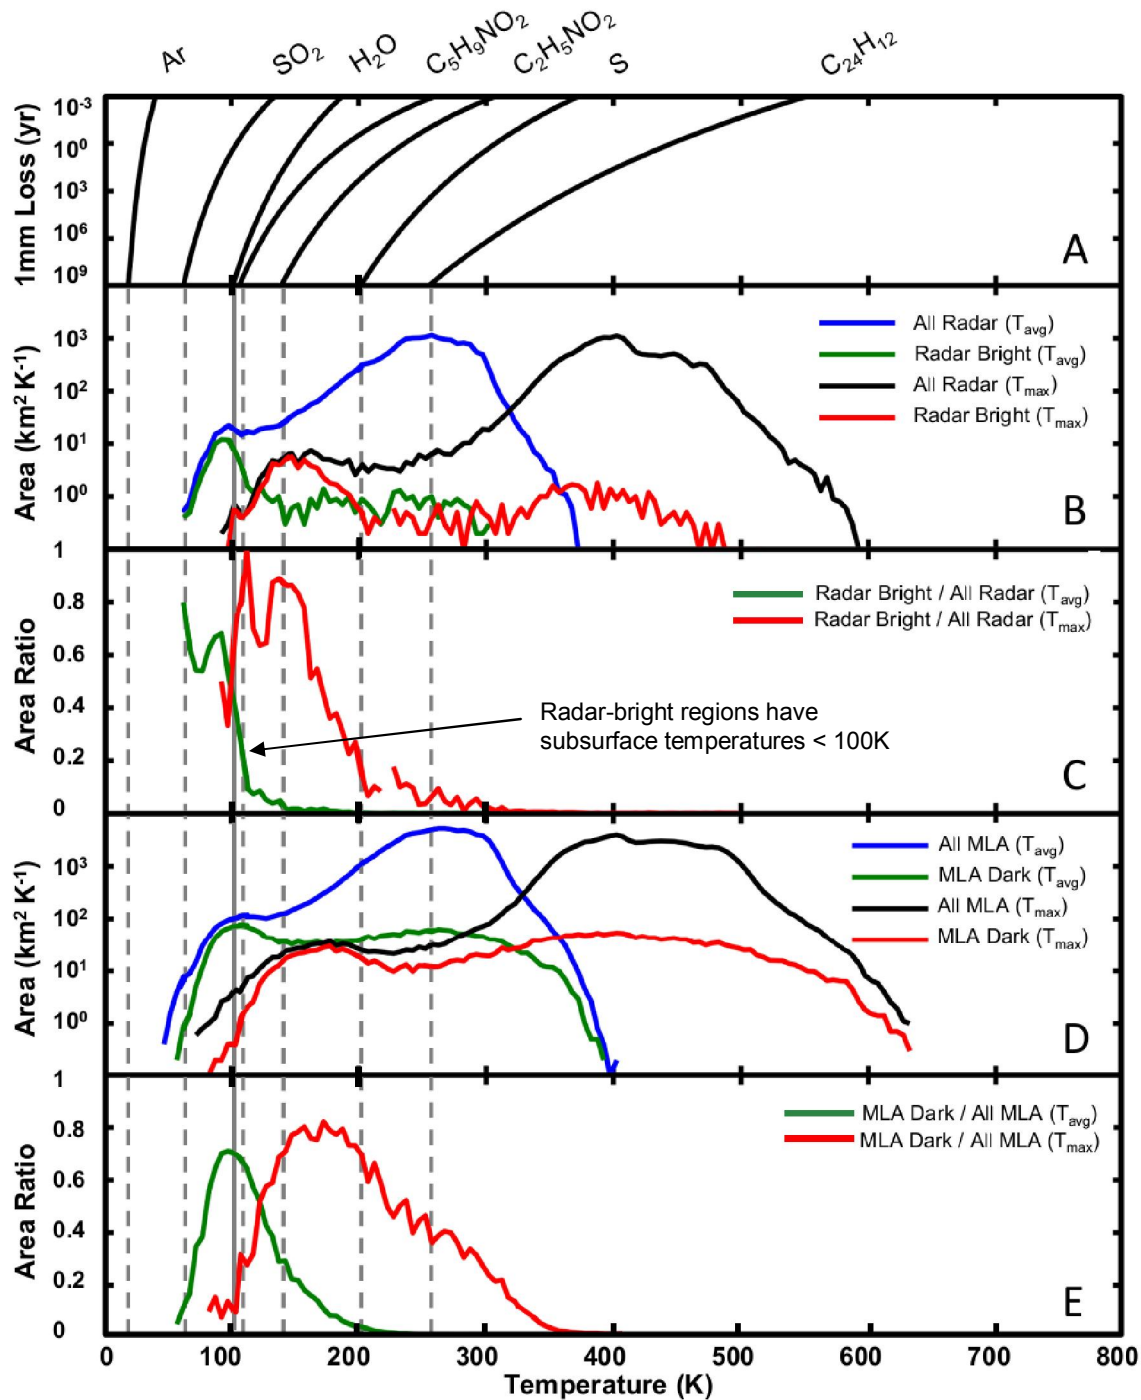 Ar SO2 H2O C5H9NO2 C2H5NO2 S C24H12
1mm Loss (yr)
10-3
100
103
106
109
A
Area (km2 K-1)
103
102
101
100
All Radar (Tavg)
Radar Bright (Tavg)
All Radar (Tmax)
Radar Bright (Tmax)
B
Area Ratio
1
0.8
0.6
0.4
0.2
0
Radar Bright / All Radar (Tavg)
Radar Bright / All Radar (Tmax)
Radar-bright regions have
subsurface temperatures < 100K
C
Area (km2 K-1)
103
102
101
100
All MLA (Tavg)
MLA Dark (Tavg)
All MLA (Tmax)
MLA Dark (Tmax)
D
Area Ratio
1
0.8
0.6
0.4
0.2
0
MLA Dark / All MLA (Tavg)
MLA Dark / All MLA (Tmax)
E
0 100 200 300 400 500 600 700 800
Temperature (K)